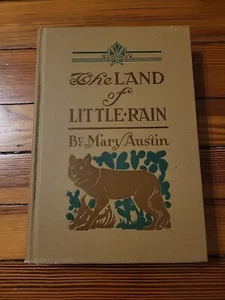 The LAND
of
LITTLE·RAIN
By Mary Austin